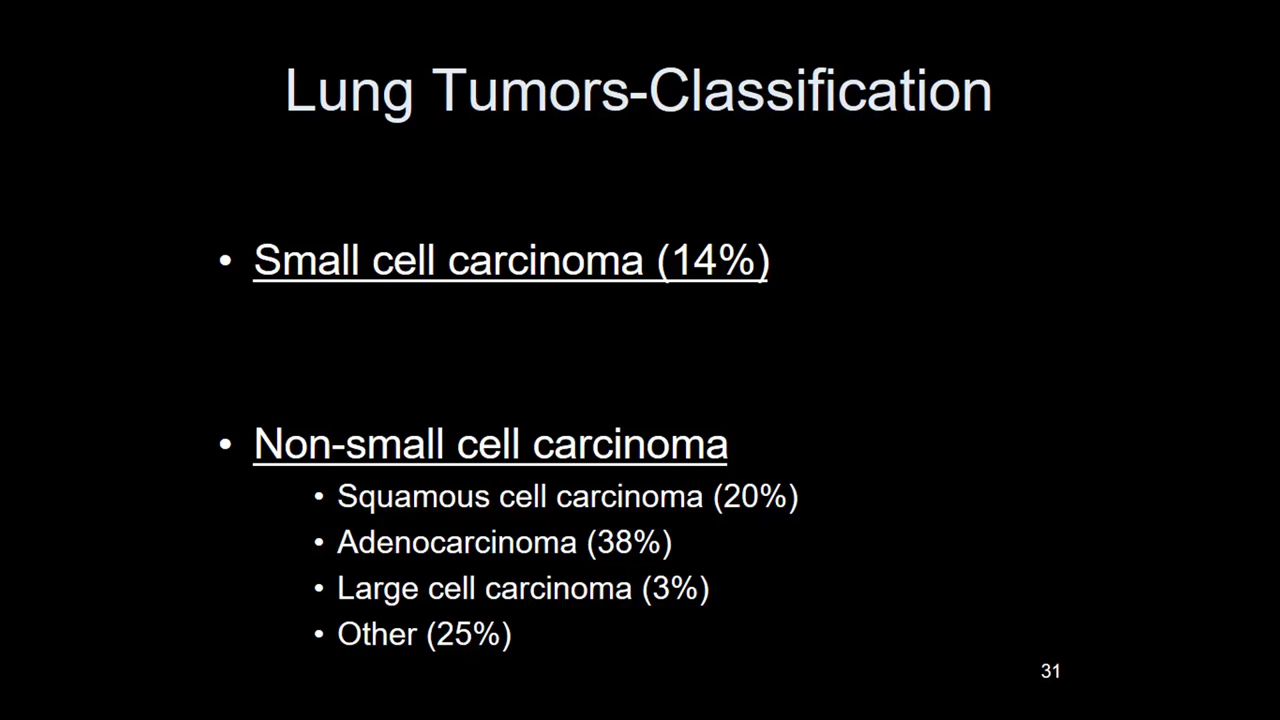 Lung Tumors-Classification
• Small cell carcinoma (14%)
• Non-small cell carcinoma
• Squamous cell carcinoma (20%)
• Adenocarcinoma (38%)
• Large cell carcinoma (3%)
• Other (25%)
31